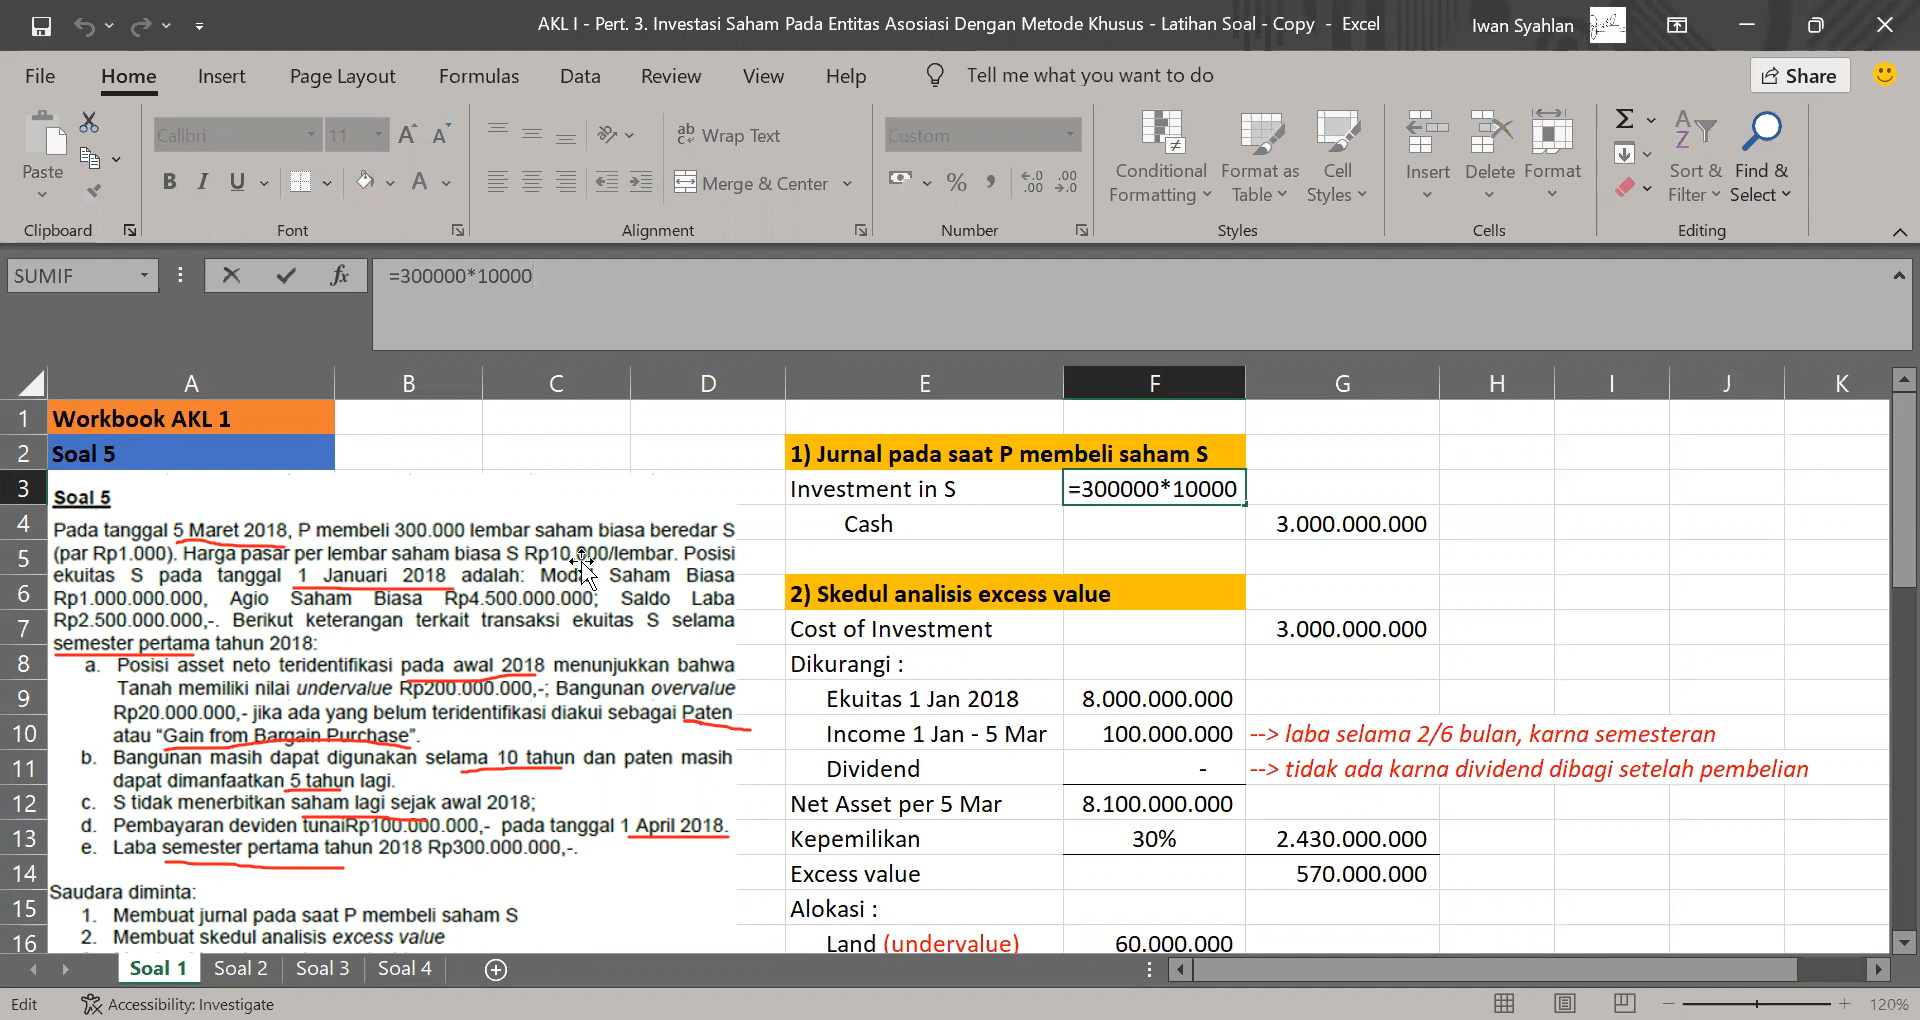 AKL I - Pert. 3. Investasi Saham Pada Entitas Asosiasi Dengan Metode Khusus - Latihan Soal - Copy - Excel
Iwan Syahlan
File Home Insert Page Layout Formulas Data Review View Help Tell me what you want to do Share
Paste
Calibri 11
Wrap Text
Merge & Center
Custom
Conditional Formatting
Format as Table
Cell Styles
Insert Delete Format
Sort & Filter
Find & Select
Clipboard Font Alignment Number Styles Cells Editing
SUMIF
=300000*10000
A B C D E F G H I J K
1 Workbook AKL 1
2 Soal 5
1) Jurnal pada saat P membeli saham S
3 Investment in S =300000*10000
4 Cash 3.000.000.000
5
6 2) Skedul analisis excess value
7 Cost of Investment 3.000.000.000
8 Dikurangi :
9 Ekuitas 1 Jan 2018 8.000.000.000
10 Income 1 Jan - 5 Mar 100.000.000 --> laba selama 2/6 bulan, karna semesteran
11 Dividend - --> tidak ada karna dividend dibagi setelah pembelian
12 Net Asset per 5 Mar 8.100.000.000
13 Kepemilikan 30% 2.430.000.000
14 Excess value 570.000.000
15 Alokasi :
16 Land (undervalue) 60.000.000
Soal 5
Pada tanggal 5 Maret 2018, P membeli 300.000 lembar saham biasa beredar S
(par Rp1.000). Harga pasar per lembar saham biasa S Rp10.000/lembar. Posisi
ekuitas S pada tanggal 1 Januari 2018 adalah: Modal Saham Biasa
Rp1.000.000.000, Agio Saham Biasa Rp4.500.000.000; Saldo Laba
Rp2.500.000.000,-. Berikut keterangan terkait transaksi ekuitas S selama
semester pertama tahun 2018:
a. Posisi asset neto teridentifikasi pada awal 2018 menunjukkan bahwa
Tanah memiliki nilai undervalue Rp200.000.000,-; Bangunan overvalue
Rp20.000.000,- jika ada yang belum teridentifikasi diakui sebagai Paten
atau “Gain from Bargain Purchase”.
b. Bangunan masih dapat digunakan selama 10 tahun dan paten masih
dapat dimanfaatkan 5 tahun lagi.
c. S tidak menerbitkan saham lagi sejak awal 2018;
d. Pembayaran deviden tunaiRp100.000.000,- pada tanggal 1 April 2018.
e. Laba semester pertama tahun 2018 Rp300.000.000,-.
Saudara diminta:
1. Membuat jurnal pada saat P membeli saham S
2. Membuat skedul analisis excess value
Soal 1 Soal 2 Soal 3 Soal 4
Edit Accessibility: Investigate 120%